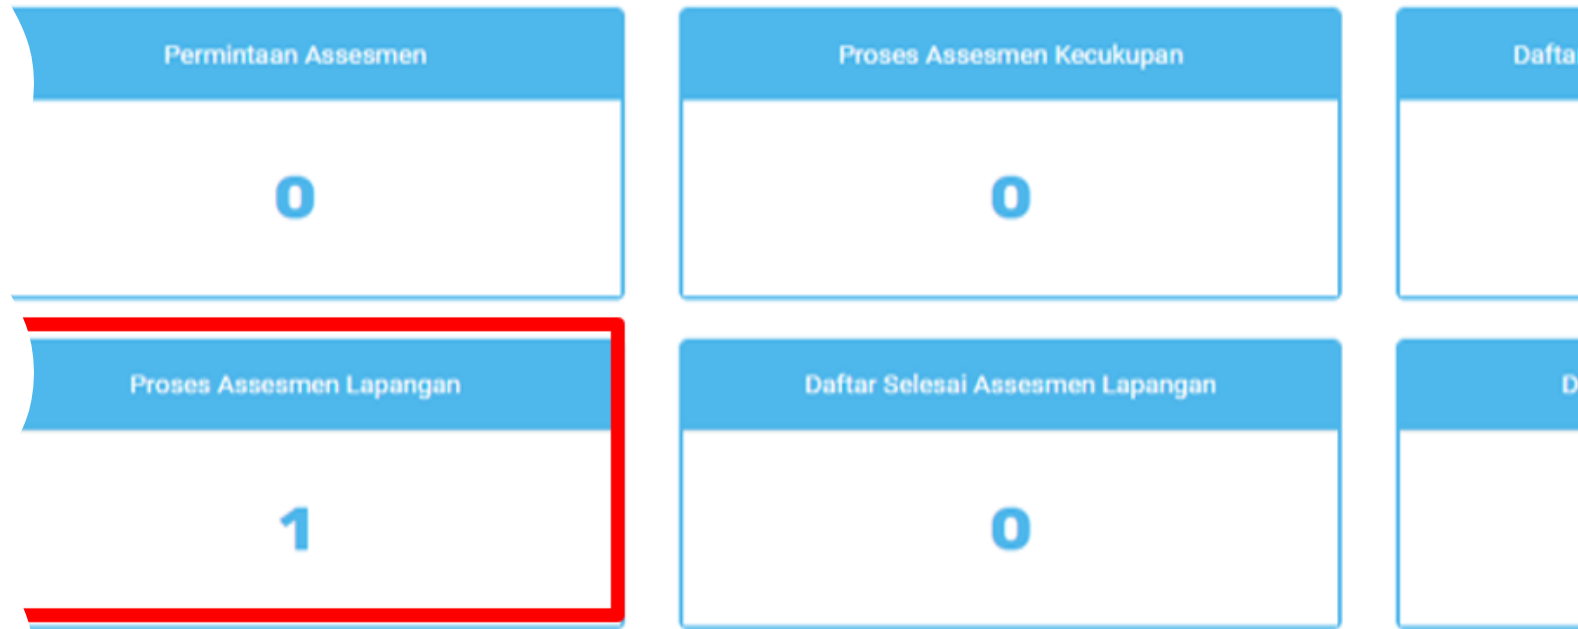 Permintaan Assesmen
Proses Assesmen Kecukupan
0
0
Proses Assesmen Lapangan
Daftar Selesai Assesmen Lapangan
1
0